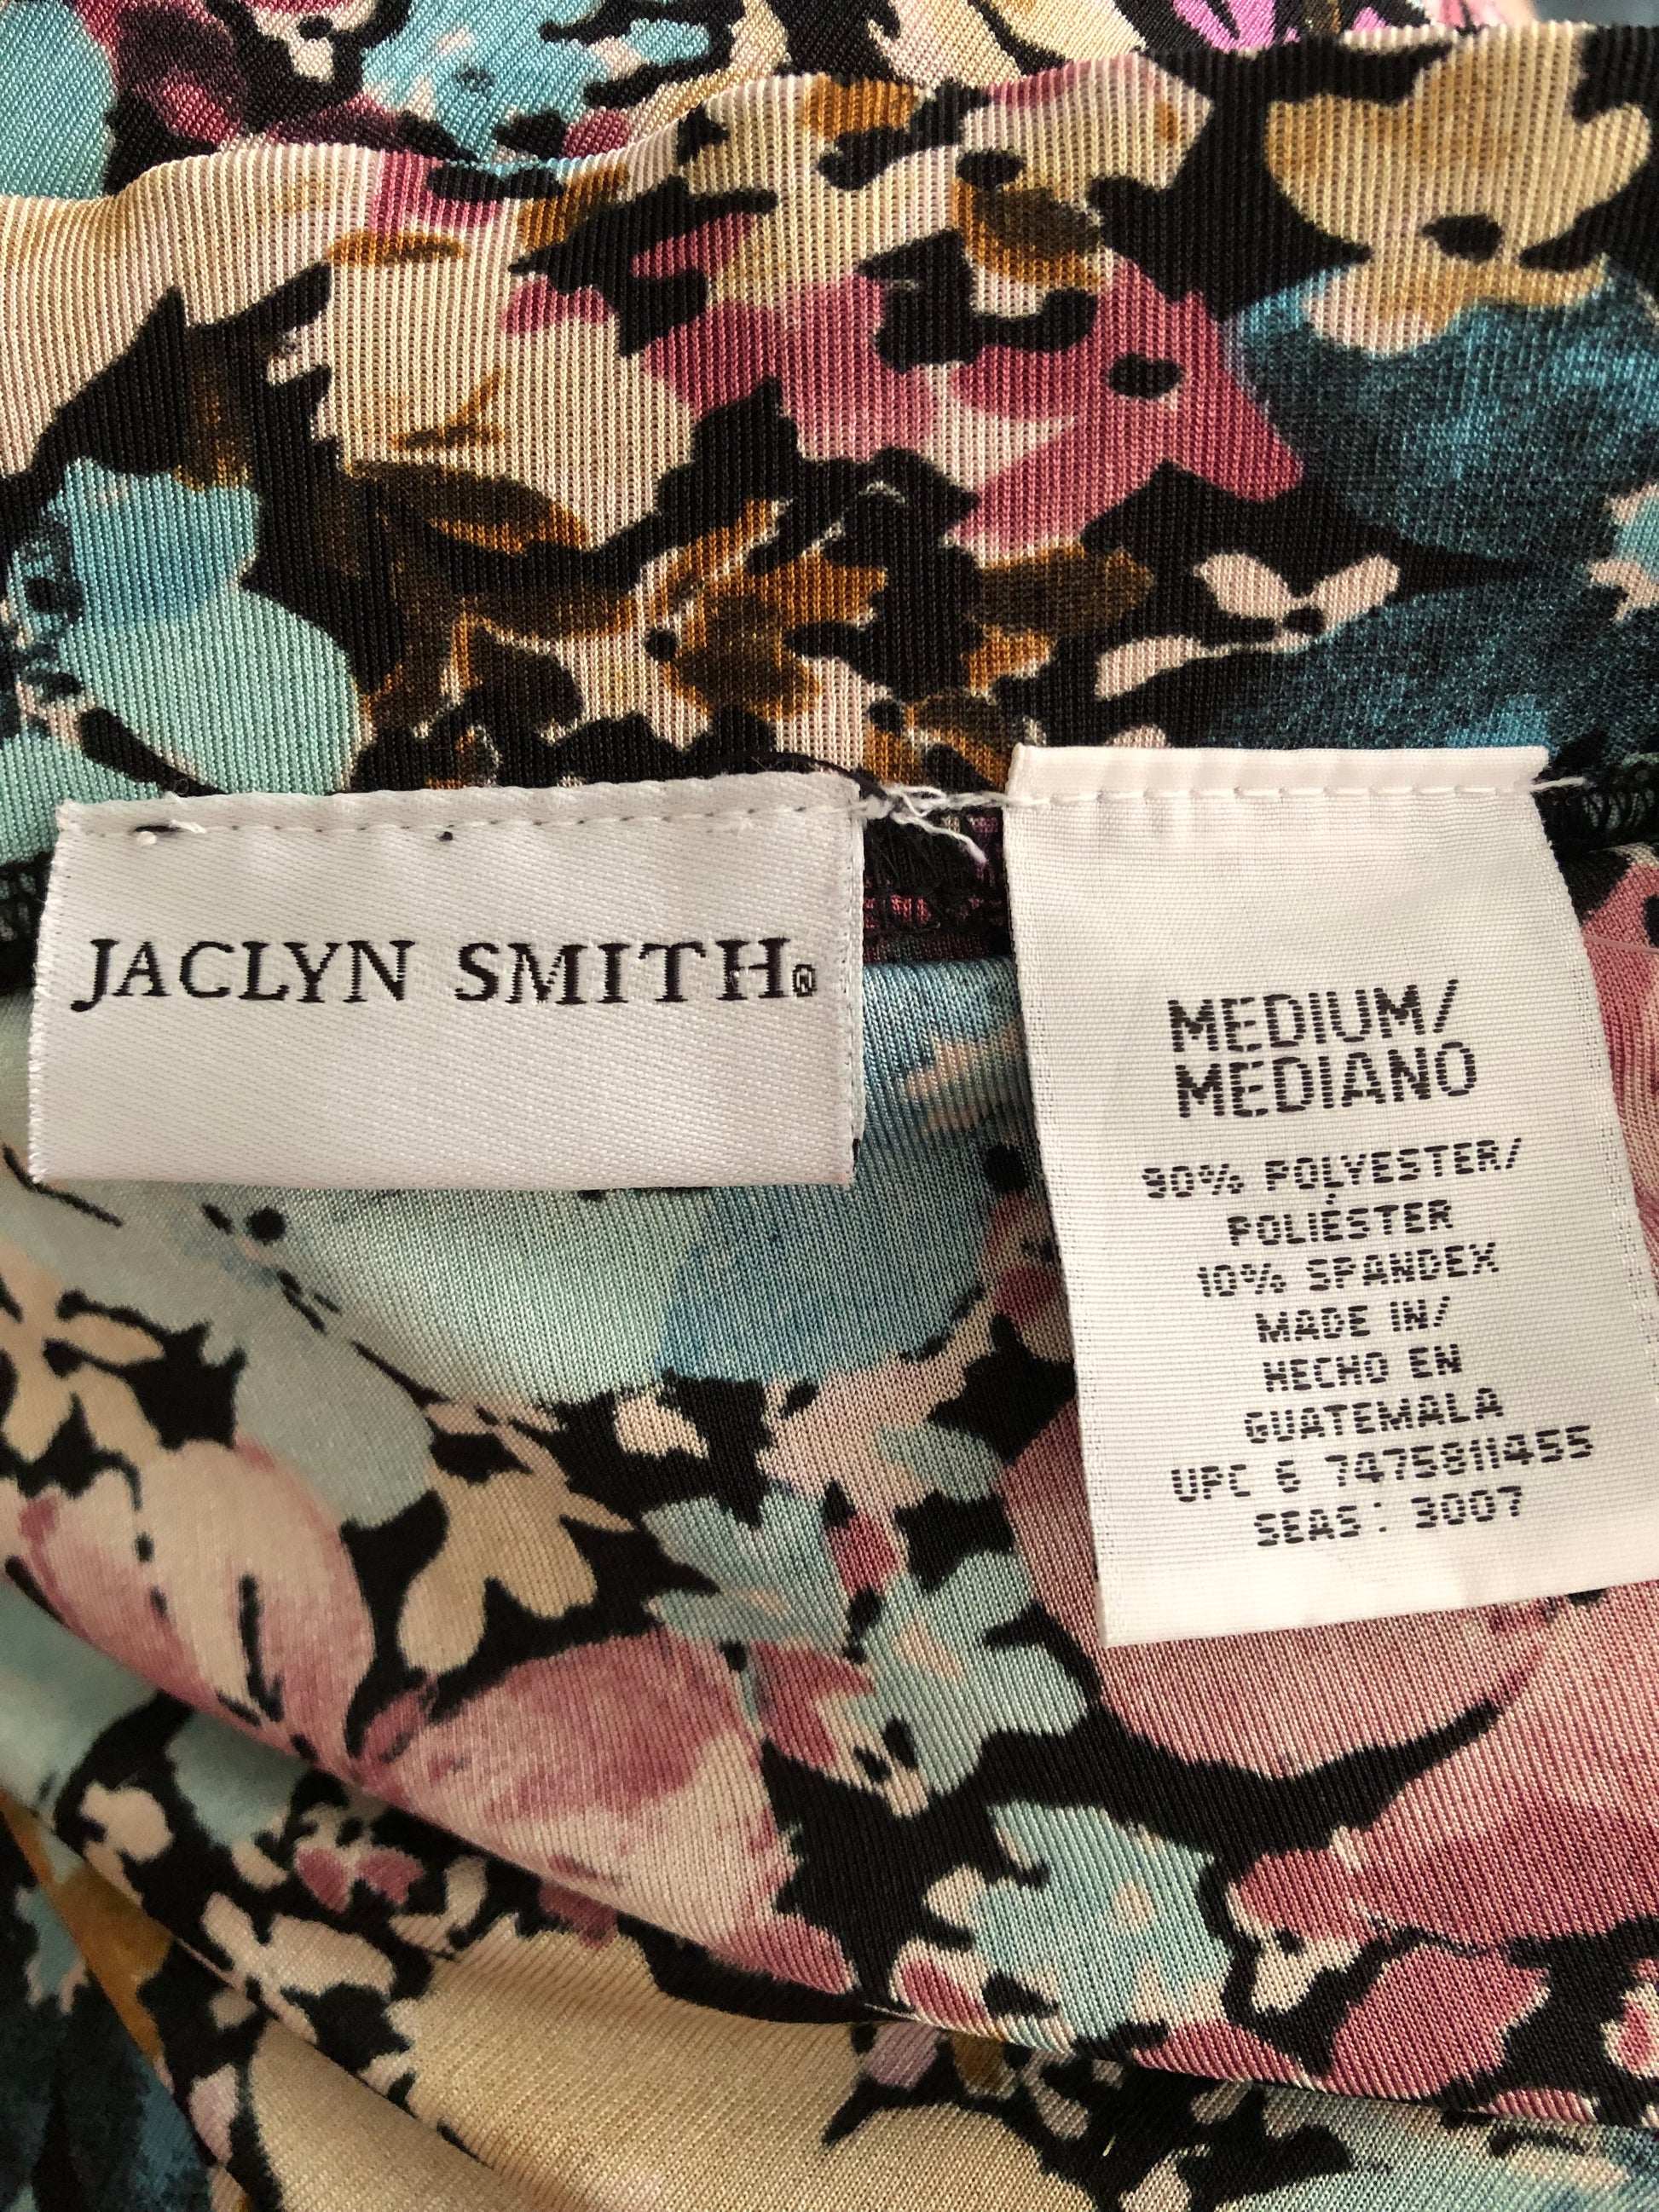 JACLYN SMITH®
MEDIUM/
MEDIANO
90% POLYESTER/
POLIÉSTER
10% SPANDEX
MADE IN/
HECHO EN
GUATEMALA
UPC 6 7475811455
SEAS: 3007